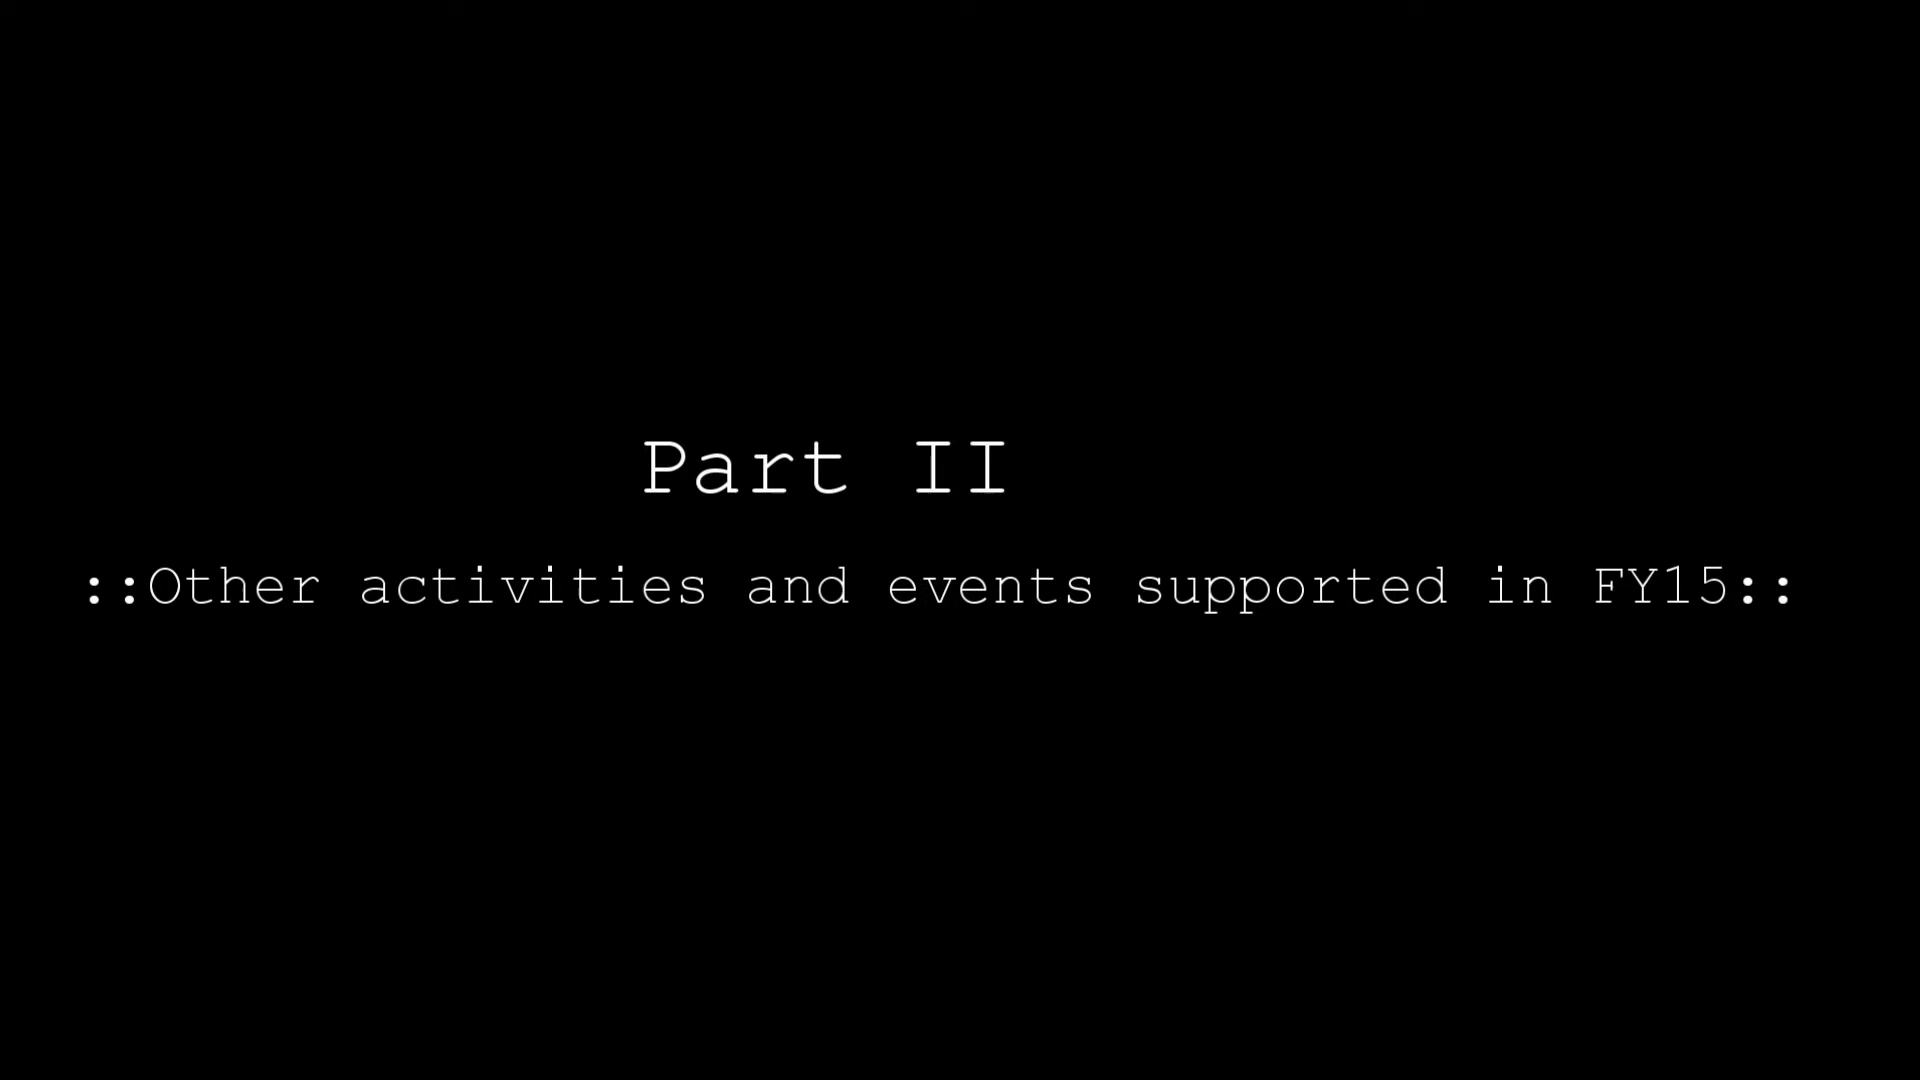 Part II
::Other activities and events supported in FY15::